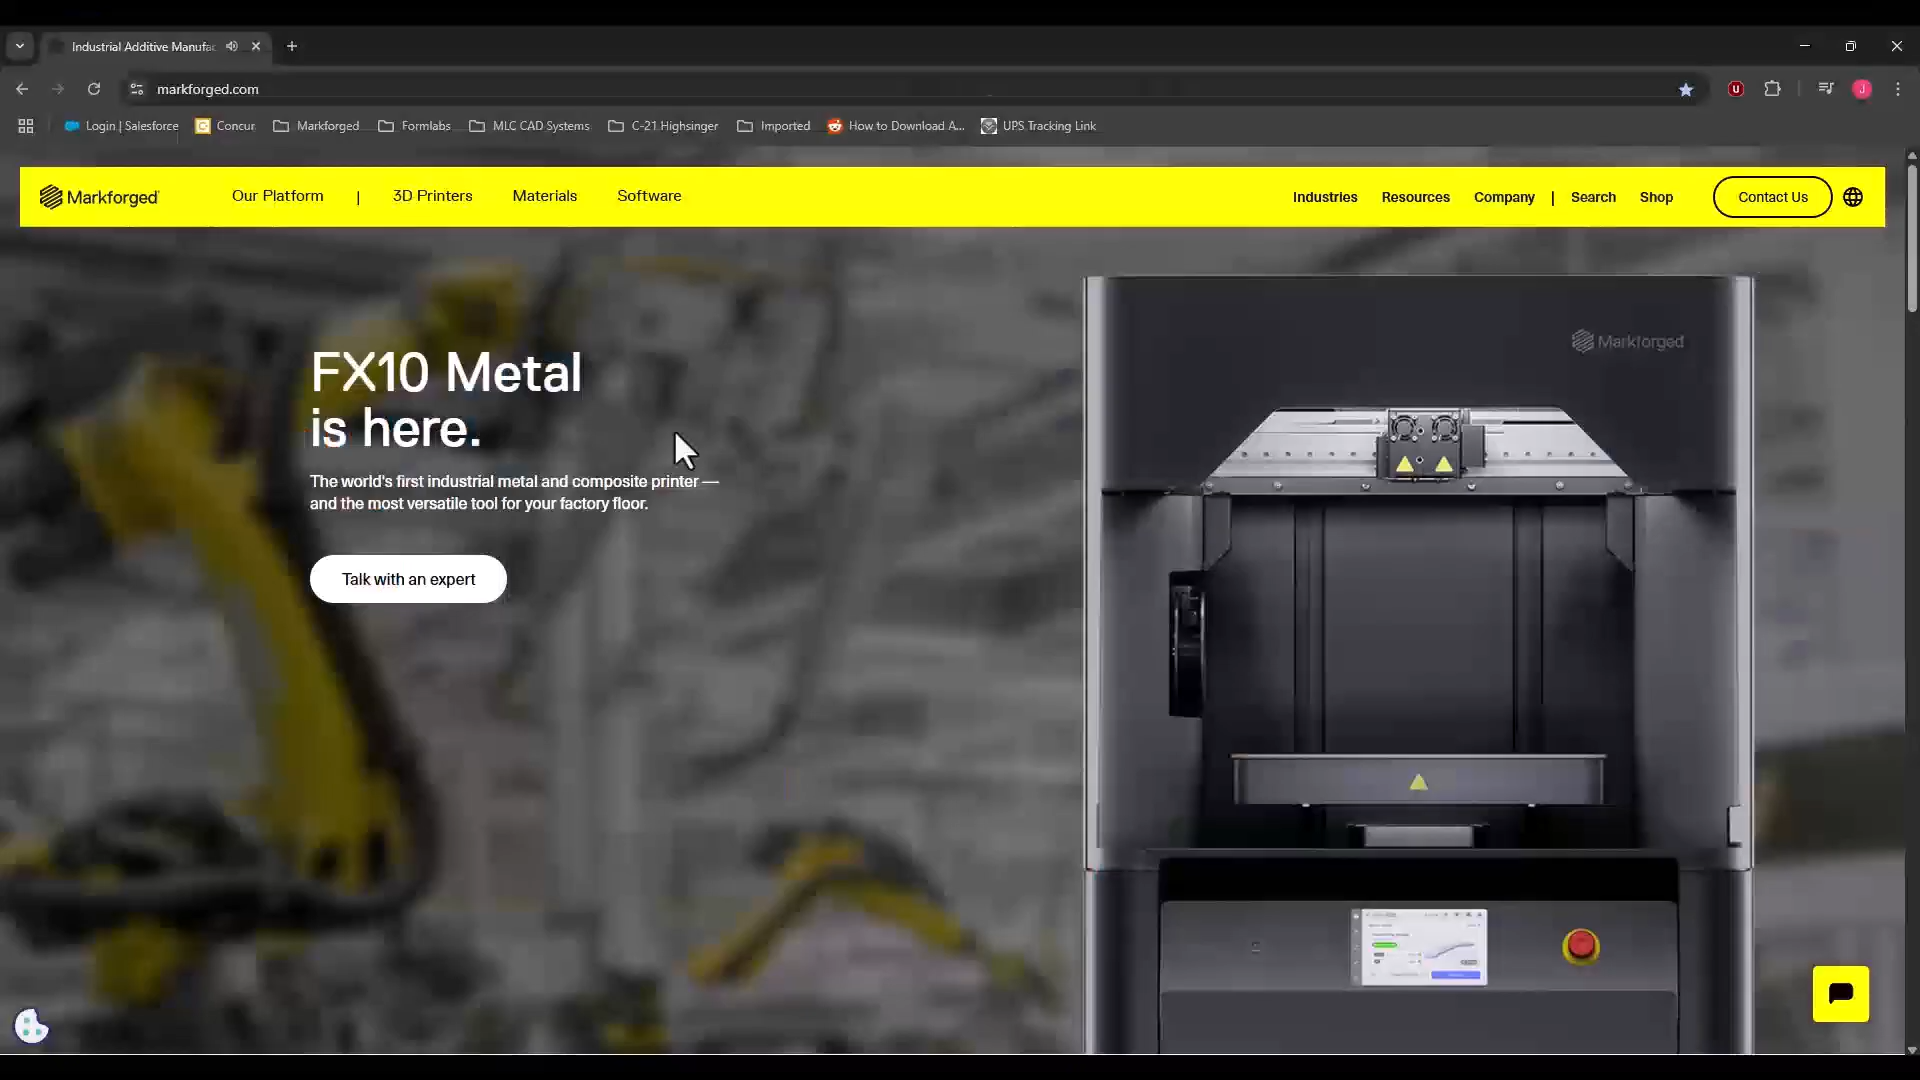 Industrial Additive Manufac
markforged.com
U
J
Login | Salesforce
Concur
Markforged
Formlabs
MLC CAD Systems
C-21 Highsinger
Imported
How to Download A...
UPS Tracking Link
Markforged
Our Platform | 3D Printers Materials Software
Industries Resources Company | Search Shop
Contact Us
Markforged
FX10 Metal
is here.
The world's first industrial metal and composite printer —
and the most versatile tool for your factory floor.
Talk with an expert